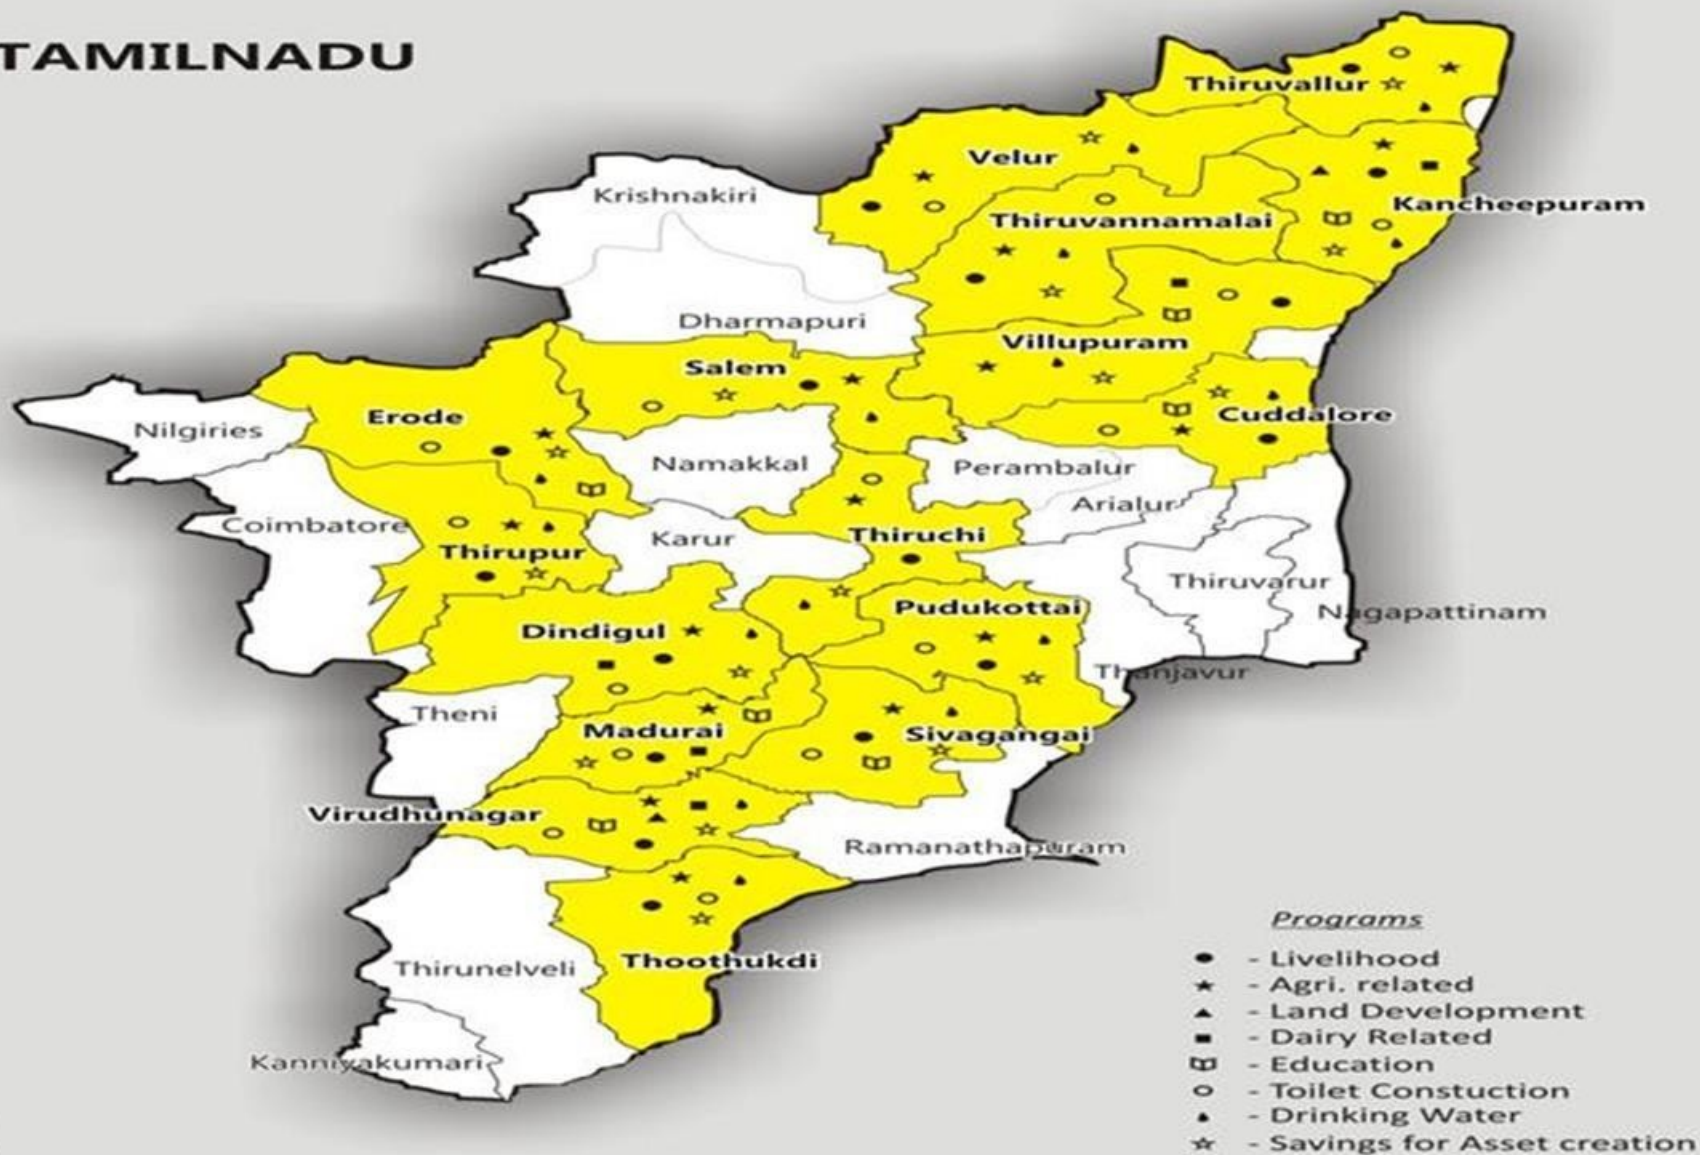 TAMILNADU
Thiruvallur
Velur
Krishnakiri
Kancheepuram
Thiruvannamalai
Dharmapuri
Villupuram
Salem
Erode
Cuddalore
Nilgiries
Namakkal
Perambalur
Arialur
Coimbatore
Karur
Thiruchi
Thirupur
Thiruvarur
Pudukottai
Nagapattinam
Dindigul
Thanjavur
Theni
Madurai
Sivagangai
Virudhunagar
Ramanathapuram
Thirunelveli
Thoothukdi
Kanniyakumari
Programs
- Livelihood
- Agri. related
- Land Development
- Dairy Related
- Education
- Toilet Constuction
- Drinking Water
- Savings for Asset creation